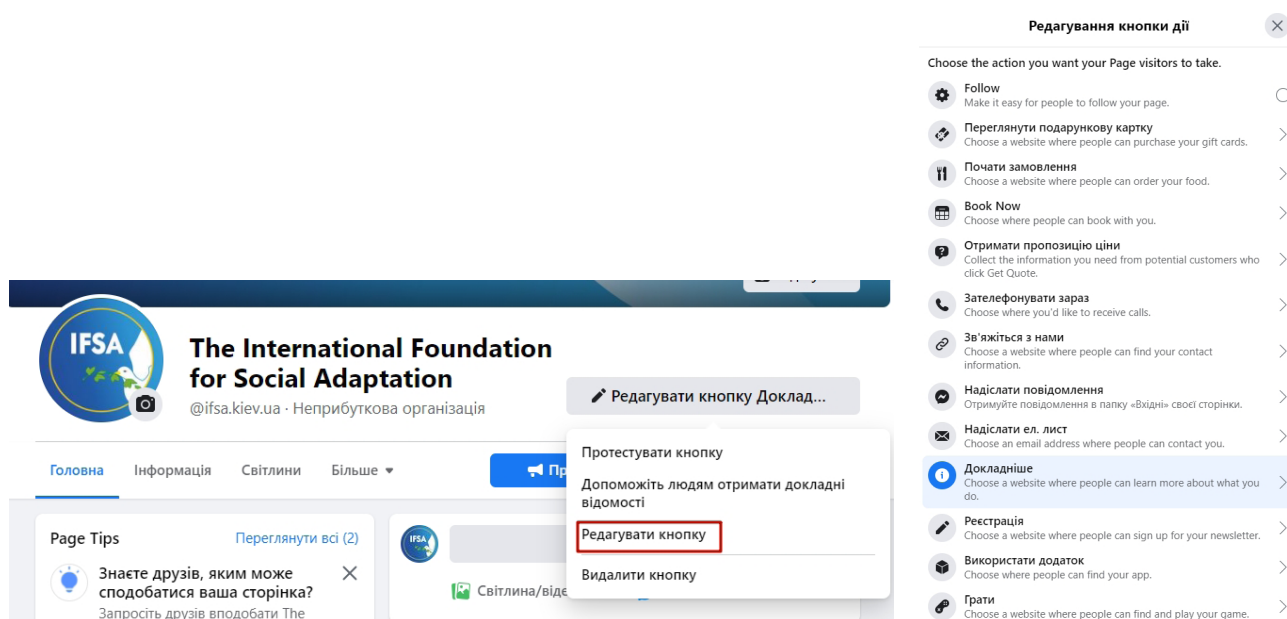 IFSA
The International Foundation
for Social Adaptation
@ifsa.kiev.ua · Неприбуткова організація
Редагувати кнопку Доклад...
Протестувати кнопку
Допоможіть людям отримати докладні
відомості
Редагувати кнопку
Видалити кнопку
Головна Інформація Світлини Більше
Page Tips Переглянути всі (2)
Знаєте друзів, яким може
сподобатися ваша сторінка?
Запросіть друзів вподобати The
IFSA
Світлина/віде
Редагування кнопки дії
Choose the action you want your Page visitors to take.
Follow
Make it easy for people to follow your page.
Переглянути подарункову картку
Choose a website where people can purchase your gift cards.
Почати замовлення
Choose a website where people can order your food.
Book Now
Choose where people can book with you.
Отримати пропозицію ціни
Collect the information you need from potential customers who
click Get Quote.
Зателефонувати зараз
Choose where you'd like to receive calls.
Зв'яжіться з нами
Choose a website where people can find your contact
information.
Надіслати повідомлення
Отримуйте повідомлення в папку «Вхідні» своєї сторінки.
Надіслати ел. лист
Choose an email address where people can contact you.
Докладніше
Choose a website where people can learn more about what you
do.
Реєстрація
Choose a website where people can sign up for your newsletter.
Використати додаток
Choose where people can find your app.
Грати
Choose a website where people can find and play your game.